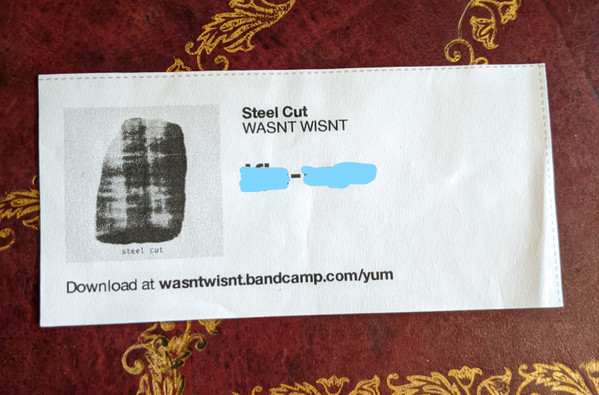 Steel Cut
WASNT WISNT
steel cut
Download at wasntwisnt.bandcamp.com/yum